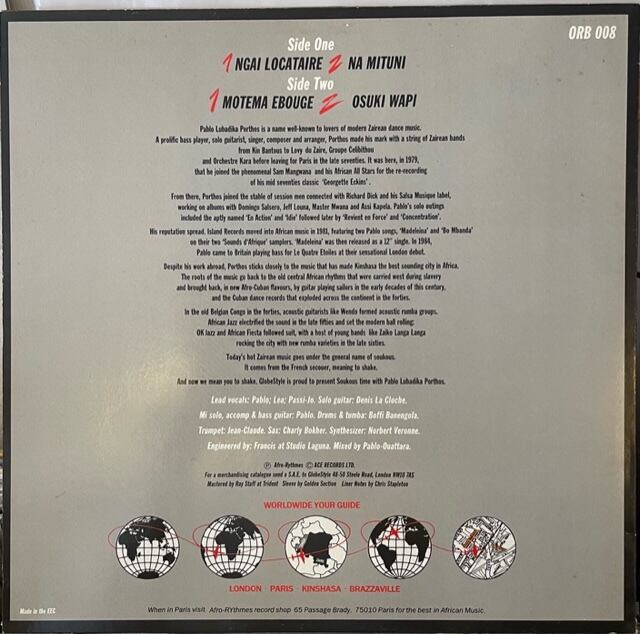 ORB 008
Side One
1 NGAI LOCATAIRE 2 NA MITUNI
Side Two
1 MOTEMA EBOUGE 2 OSUKI WAPI
Pablo Lubadika Porthos is a name well-known to lovers of modern Zairean dance music.
A prolific bass player, solo guitarist, singer, composer and arranger, Porthos made his mark with a string of Zairean bands
from Kin Bantous to Lovy du Zaire, Groupe Celibithou
and Orchestre Kara before leaving for Paris in the late seventies. It was here, in 1979,
that he joined the phenomenal Sam Mangwana and his African All Stars for the re-recording
of his mid seventies classic 'Georgette Eckins'.
From there, Porthos joined the stable of session men connected with Richard Dick and his Salsa Musique label,
working on albums with Domingo Salsero, Jeff Louna, Master Mwana and Assi Kapela. Pablo's solo outings
included the aptly named 'En Action' and 'Idie' followed later by 'Revient en Force' and 'Concentration'.
His reputation spread. Island Records moved into African music in 1981, featuring two Pablo songs, 'Madeleina' and 'Bo Mbanda'
on their two 'Sounds d'Afrique' samplers. 'Madeleina' was then released as a 12" single. In 1984,
Pablo came to Britain playing bass for Le Quatre Etoiles at their sensational London debut.
Despite his work abroad, Porthos sticks closely to the music that has made Kinshasa the best sounding city in Africa.
The roots of the music go back to the old central African rhythms that were carried west during slavery
and brought back, in new Afro-Cuban flavours, by guitar playing sailors in the early decades of this century,
and the Cuban dance records that exploded across the continent in the forties.
In the old Belgian Congo in the forties, acoustic guitarists like Wendo formed acoustic rumba groups.
African Jazz electrified the sound in the late fifties and set the modern ball rolling:
OK Jazz and African Fiesta followed suit, with a host of young bands like Zaiko Langa Langa
rocking the city with new rumba varieties in the late sixties.
Today's hot Zairean music goes under the general name of soukous.
It comes from the French secouer, meaning to shake.
And now we mean you to shake. GlobeStyle is proud to present Soukous time with Pablo Lubadika Porthos.
Lead vocals: Pablo; Lea; Passi-Jo. Solo guitar: Denis La Cloche.
Mi solo, accomp & bass guitar: Pablo. Drums & tumba: Boffi Banengola.
Trumpet: Jean-Claude. Sax: Charly Bokher. Synthesizer: Norbert Veronne.
Engineered by: Francis at Studio Laguna. Mixed by Pablo-Ouattara.
Ⓟ Afro-Rythmes © ACE RECORDS LTD.
For a merchandising catalogue send a S.A.E. to GlobeStyle 48-50 Steele Road, London NW10 7AS
Mastered by Ray Staff at Trident Sleeve by Golden Section Liner Notes by Chris Stapleton
WORLDWIDE YOUR GUIDE
LONDON · PARIS · KINSHASA · BRAZZAVILLE
Made in the EEC
When in Paris visit Afro-RYthmes record shop 65 Passage Brady, 75010 Paris for the best in African Music.